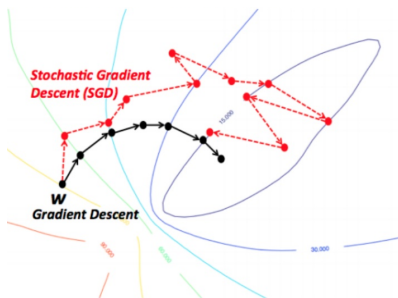 Stochastic Gradient
Descent (SGD)
15,000
W
Gradient Descent
30,000